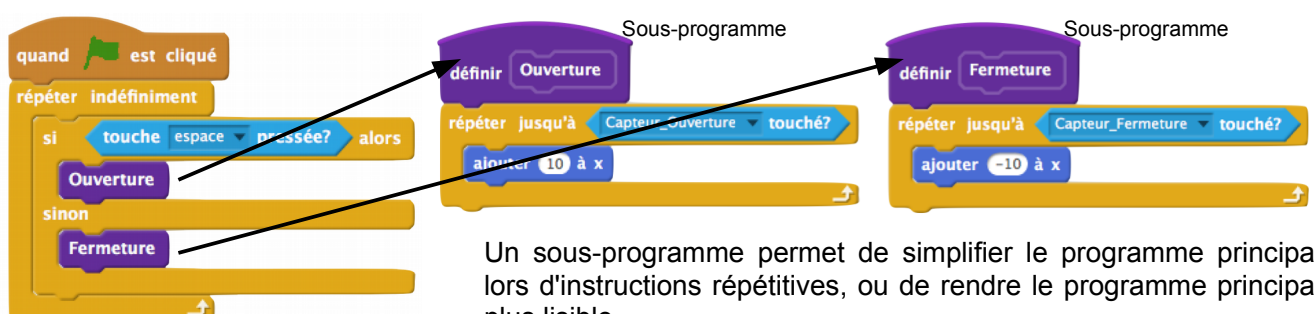 quand est cliqué
répéter indéfiniment
si touche espace pressée? alors
Ouverture
sinon
Fermeture
Sous-programme
définir Ouverture
répéter jusqu'à Capteur_Ouverture touché?
ajouter 10 à x
Sous-programme
définir Fermeture
répéter jusqu'à Capteur_Fermeture touché?
ajouter -10 à x
Un sous-programme permet de simplifier le programme principa
lors d'instructions répétitives, ou de rendre le programme principa
plus lisible